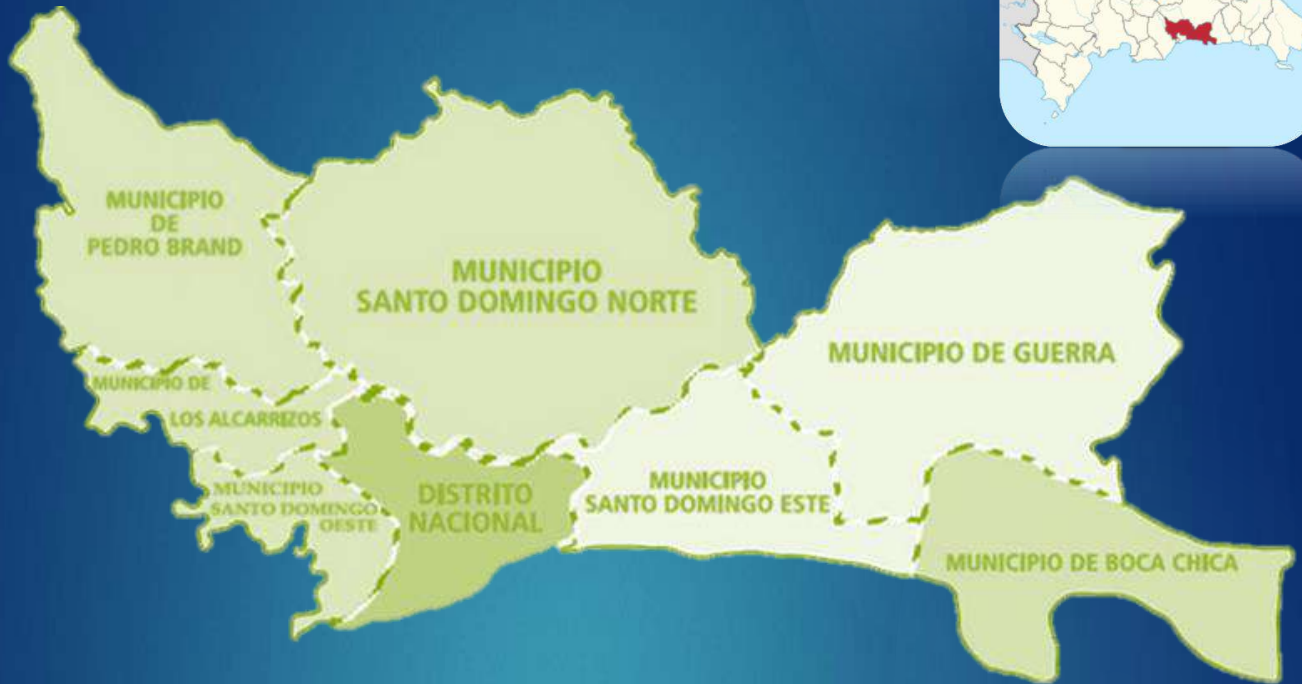 MUNICIPIO
DE
PEDRO BRAND
MUNICIPIO
SANTO DOMINGO NORTE
MUNICIPIO DE GUERRA
MUNICIPIO DE
LOS ALCARRIZOS
MUNICIPIO
SANTO DOMINGO
OESTE
DISTRITO
NACIONAL
MUNICIPIO
SANTO DOMINGO ESTE
MUNICIPIO DE BOCA CHICA